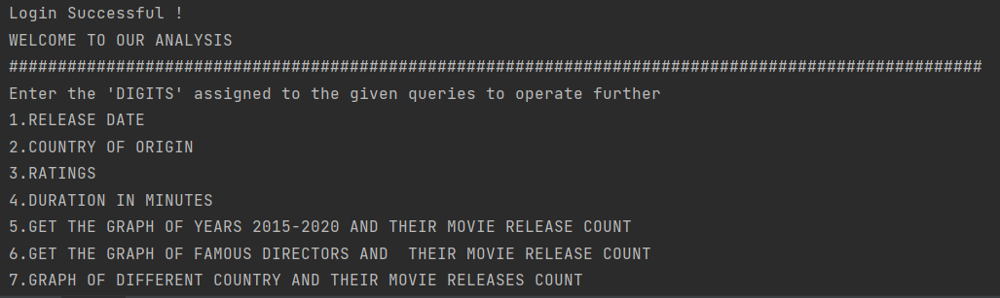 Login Successful !
WELCOME TO OUR ANALYSIS
####################################################################################################
Enter the 'DIGITS' assigned to the given queries to operate further
1.RELEASE DATE
2.COUNTRY OF ORIGIN
3.RATINGS
4.DURATION IN MINUTES
5.GET THE GRAPH OF YEARS 2015-2020 AND THEIR MOVIE RELEASE COUNT
6.GET THE GRAPH OF FAMOUS DIRECTORS AND  THEIR MOVIE RELEASE COUNT
7.GRAPH OF DIFFERENT COUNTRY AND THEIR MOVIE RELEASES COUNT